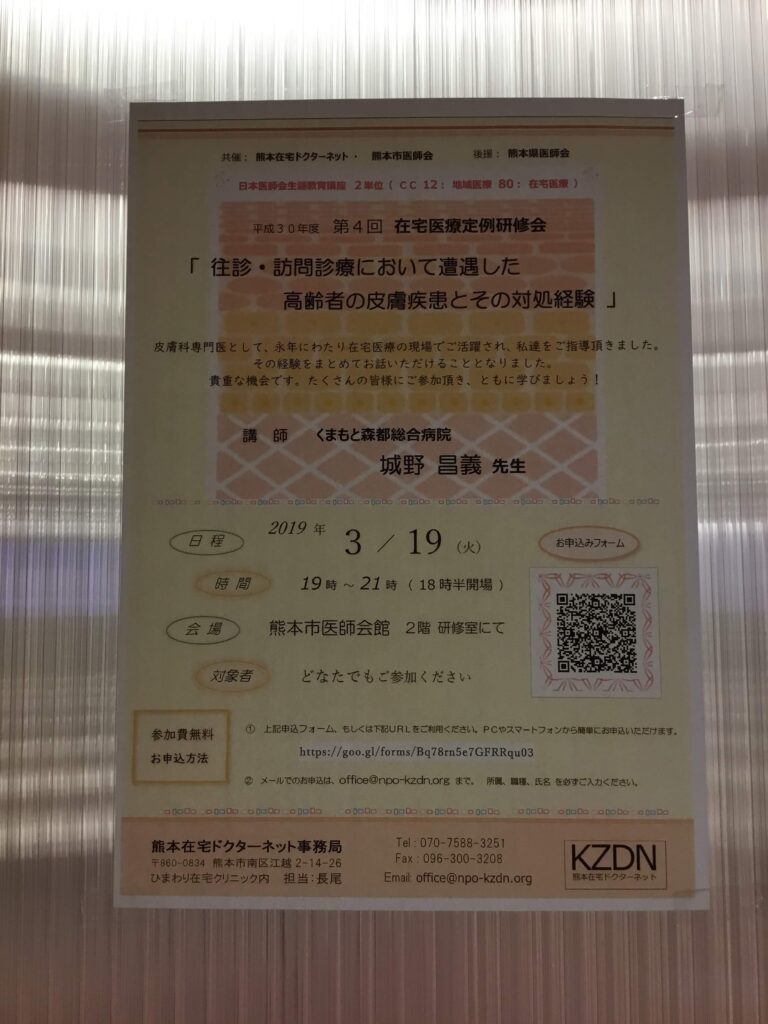 共催： 熊本在宅ドクターネット・ 熊本市医師会 後援： 熊本県医師会
日本医師会生涯教育講座 2単位（ＣＣ 12： 地域医療 80： 在宅医療 ）
平成３０年度 第４回 在宅医療定例研修会
「 往診・訪問診療において遭遇した
高齢者の皮膚疾患とその対処経験 」
皮膚科専門医として、永年にわたり在宅医療の現場でご活躍され、私達をご指導頂きました。
その経験をまとめてお話いただけることとなりました。
貴重な機会です。たくさんの皆様にご参加頂き、ともに学びましょう！
講 師 くまもと森都総合病院
城野 昌義 先生
日 程 2019 年 3 ／ 19 （火） お申込みフォーム
時 間 19時 ～ 21時 （ 18時半開場 ）
会 場 熊本市医師会館 2階 研修室にて
対象者 どなたでもご参加ください
参加費無料
お申込方法
① 上記申込フォーム、もしくは下記ＵＲＬをご利用ください。ＰＣやスマートフォンから簡単にお申込いただけます。
https://goo.gl/forms/Bq78rn5e7GFRRqu03
② メールでのお申込は、office@npo-kzdn.org まで。 所属、職種、氏名 を必ずご入力ください。
熊本在宅ドクターネット事務局
〒860-0834 熊本市南区江越 2-14-26
ひまわり在宅クリニック内 担当：長尾
Tel : 070-7588-3251
Fax : 096-300-3208
Email: office@npo-kzdn.org
KZDN
熊本在宅ドクターネット